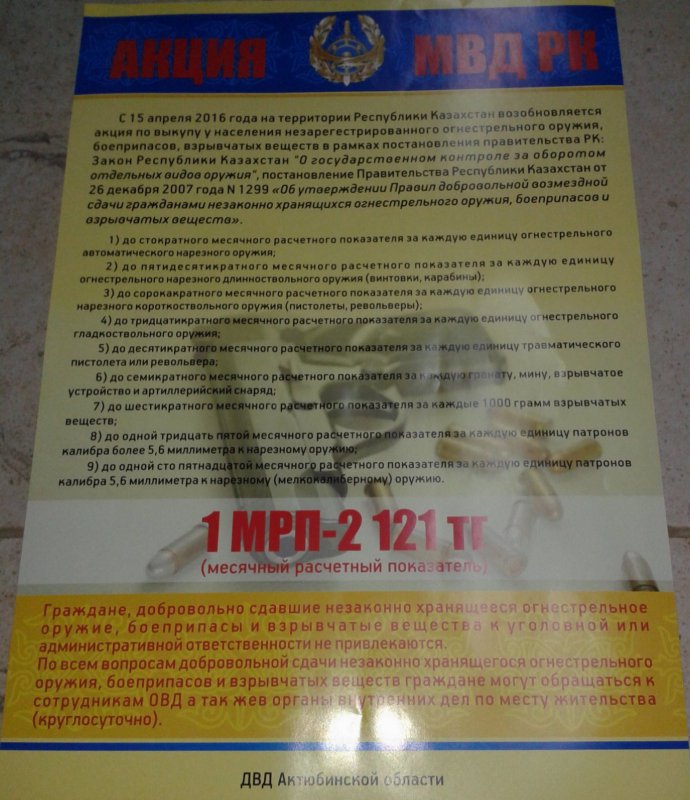 АКЦИЯ МВД РК
С 15 апреля 2016 года на территории Республики Казахстан возобновляется
акция по выкупу у населения незарегестрированного огнестрельного оружия,
боеприпасов, взрывчатых веществ в рамках постановления правительства РК:
Закон Республики Казахстан "О государственном контроле за оборотом
отдельных видов оружия", постановление Правительства Республики Казахстан от
26 декабря 2007 года N 1299 «Об утверждении Правил добровольной возмездной
сдачи гражданами незаконно хранящихся огнестрельного оружия, боеприпасов и
взрывчатых веществ».
1) до стократного месячного расчетного показателя за каждую единицу огнестрельного
автоматического нарезного оружия;
2) до пятидесятикратного месячного расчетного показателя за каждую единицу
огнестрельного нарезного длинноствольного оружия (винтовки, карабины);
3) до сорокакратного месячного расчетного показателя за каждую единицу огнестрельного
нарезного короткоствольного оружия (пистолеты, револьверы);
4) до тридцатикратного месячного расчетного показателя за каждую единицу огнестрельного
гладкоствольного оружия;
5) до десятикратного месячного расчетного показателя за каждую единицу травматического
пистолета или револьвера;
6) до семикратного месячного расчетного показателя за каждую гранату, мину, взрывчатое
устройство и артиллерийский снаряд;
7) до шестикратного месячного расчетного показателя за каждые 1000 грамм взрывчатых
веществ;
8) до одной тридцать пятой месячного расчетного показателя за каждую единицу патронов
калибра более 5,6 миллиметра к нарезному оружию;
9) до одной сто пятнадцатой месячного расчетного показателя за каждую единицу патронов
калибра 5,6 миллиметра к нарезному (мелкокалиберному) оружию.
1 МРП-2 121 тг
(месячный расчетный показатель)
Граждане, добровольно сдавшие незаконно хранящееся огнестрельное
оружие, боеприпасы и взрывчатые вещества к уголовной или
административной ответственности не привлекаются.
По всем вопросам добровольной сдачи незаконно хранящегося огнестрельного
оружия, боеприпасов и взрывчатых веществ граждане могут обращаться к
сотрудникам ОВД а так жев органы внутренних дел по месту жительства
(круглосуточно).
ДВД Актюбинской области